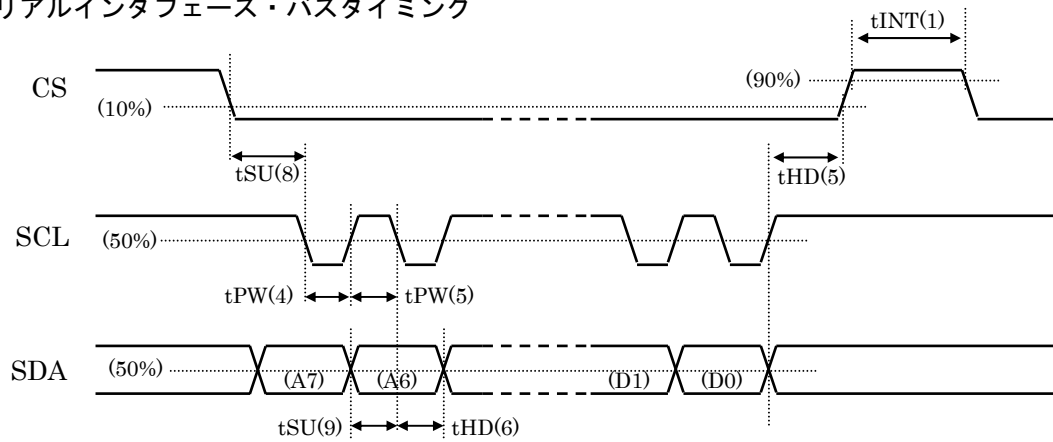 リアルインタフェース・バスタイミング
tINT(1)
CS
(90%)
(10%)
tSU(8)
tHD(5)
SCL
(50%)
tPW(4)
tPW(5)
SDA
(50%)
(A7)
(A6)
(D1)
(D0)
tSU(9)
tHD(6)